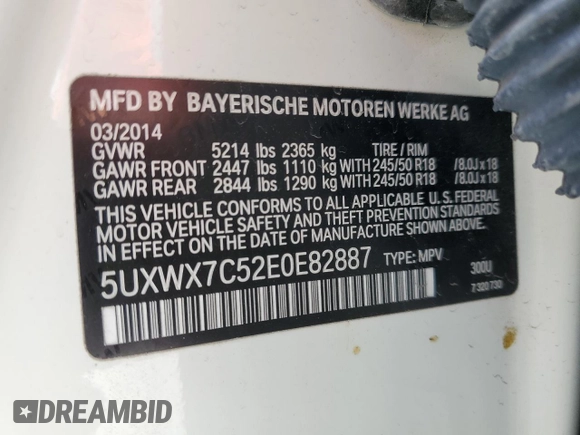 MFD BY BAYERISCHE MOTOREN WERKE AG
03/2014
GVWR 5214 lbs 2365 kg TIRE / RIM
GAWR FRONT 2447 lbs 1110 kg WITH 245/50 R18 /8.0J x 18
GAWR REAR 2844 lbs 1290 kg WITH 245/50 R18 /8.0J x 18
THIS VEHICLE CONFORMS TO ALL APPLICABLE U. S. FEDERAL
MOTOR VEHICLE SAFETY AND THEFT PREVENTION STANDARDS
IN EFFECT ON THE DATE OF MANUFACTURE SHOWN ABOVE.
5UXWX7C52E0E82887 TYPE: MPV 300U
7 320 730
DREAMBID